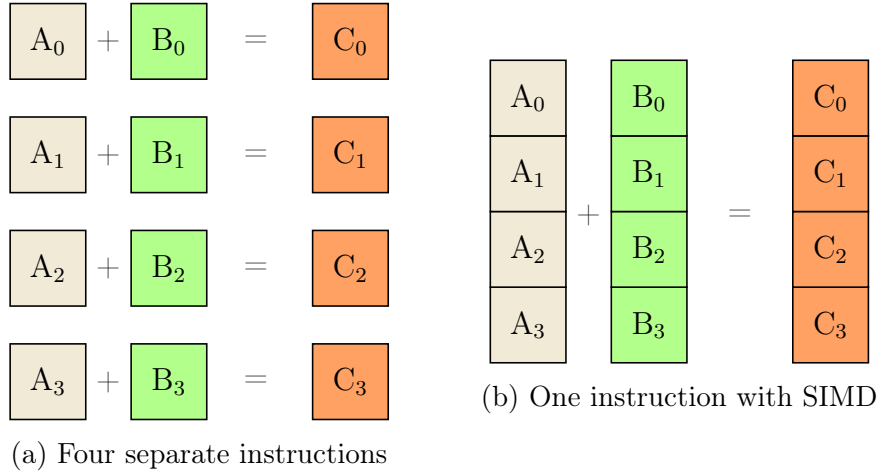 A₀ + B₀ = C₀
A₁ + B₁ = C₁
A₂ + B₂ = C₂
A₃ + B₃ = C₃
(a) Four separate instructions
A₀ B₀ C₀
A₁ B₁ C₁
+ =
A₂ B₂ C₂
A₃ B₃ C₃
(b) One instruction with SIMD